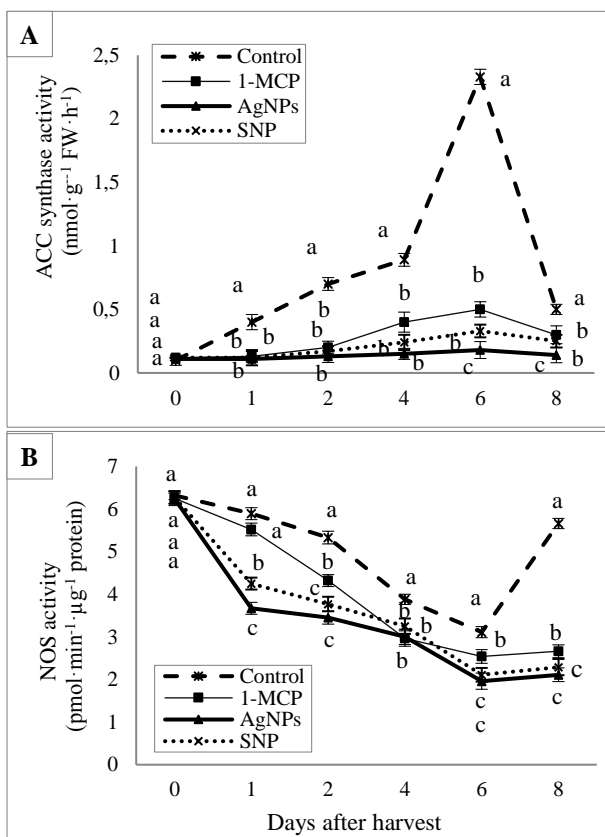 A
Control
1-MCP
AgNPs
SNP
ACC synthase activity
(nmol·g⁻¹ FW·h⁻¹)
2,5
2
1,5
1
0,5
0
a
a
a
a
a
b
b
b
a
b
b
b
a
b
b
b
a
b
b
c
a
b
b
0
1
2
4
6
8
B
NOS activity
(pmol·min⁻¹·µg⁻¹ protein)
7
6
5
4
3
2
1
0
a
a
a
a
a
a
b
c
a
b
c
c
a
b
b
b
a
b
c
c
a
b
c
c
Control
1-MCP
AgNPs
SNP
0
1
2
4
6
8
Days after harvest